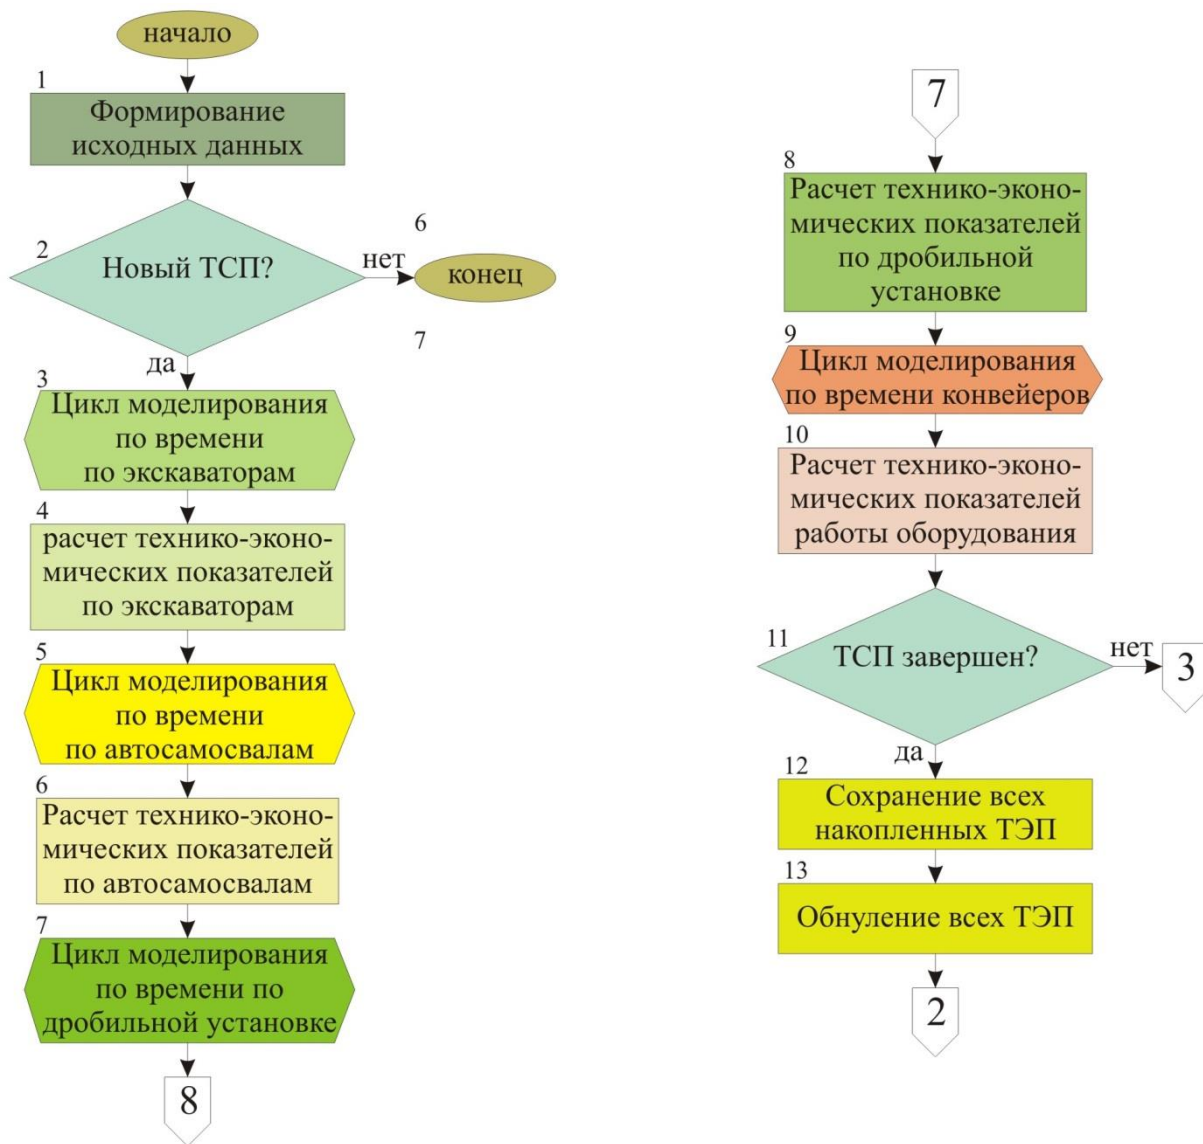 начало
1
Формирование
исходных данных
2
Новый ТСП?
нет
6
конец
7
да
3
Цикл моделирования
по времени
по экскаваторам
4
расчет технико-эконо-
мических показателей
по экскаваторам
5
Цикл моделирования
по времени
по автосамосвалам
6
Расчет технико-эконо-
мических показателей
по автосамосвалам
7
Цикл моделирования
по времени по
дробильной установке
8
7
8
Расчет технико-эконо-
мических показателей
по дробильной
установке
9
Цикл моделирования
по времени конвейеров
10
Расчет технико-эконо-
мических показателей
работы оборудования
11
ТСП завершен?
нет
3
да
12
Сохранение всех
накопленных ТЭП
13
Обнуление всех ТЭП
2